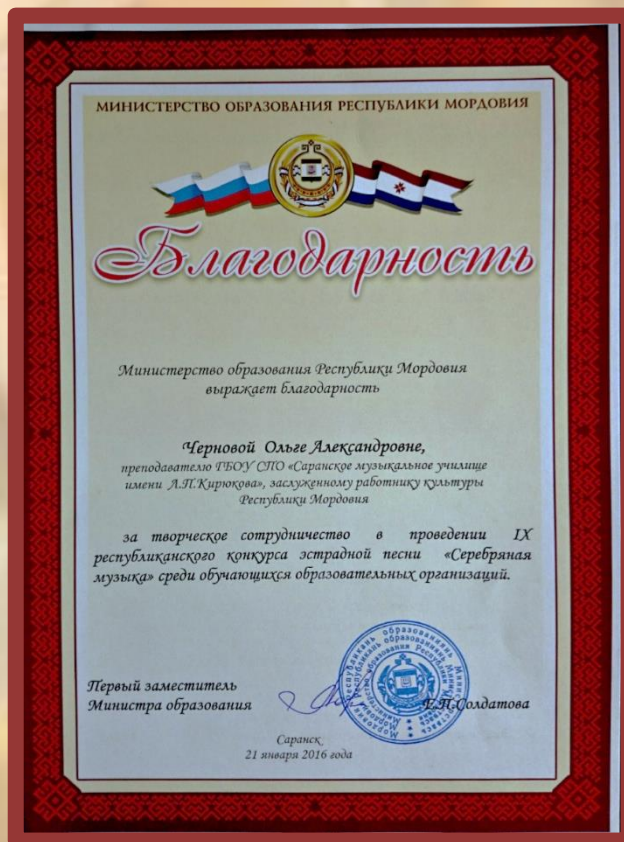 МИНИСТЕРСТВО ОБРАЗОВАНИЯ РЕСПУБЛИКИ МОРДОВИЯ
Благодарность
Министерство образования Республики Мордовия
выражает благодарность
Черновой Ольге Александровне,
преподавателю ГБОУ СПО «Саранское музыкальное училище
имени Л.П.Кирюкова», заслуженному работнику культуры
Республики Мордовия
за творческое сотрудничество в проведении IX
республиканского конкурса эстрадной песни «Серебряная
музыка» среди обучающихся образовательных организаций.
Первый заместитель
Министра образования
Е.П.Солдатова
Саранск
21 января 2016 года